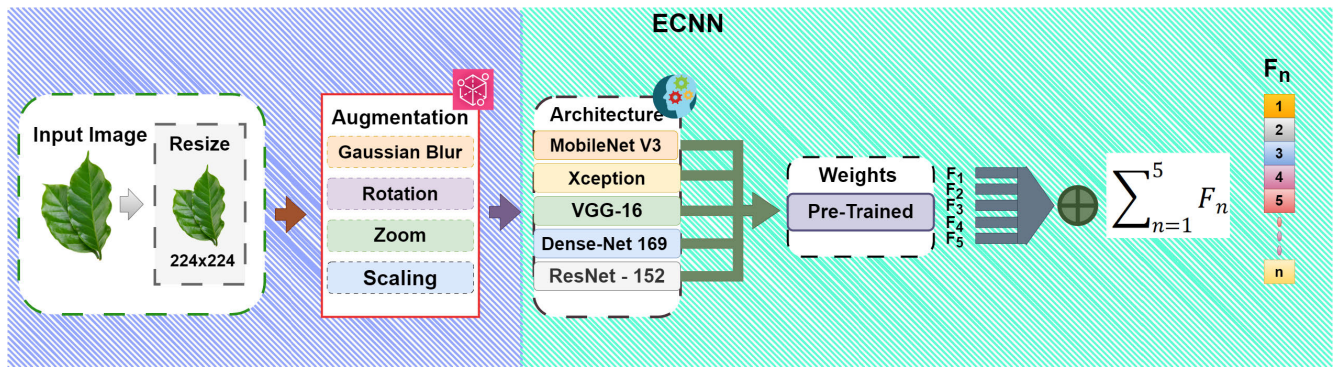 ECNN
Input Image
Resize
224x224
Augmentation
Gaussian Blur
Rotation
Zoom
Scaling
Architecture
MobileNet V3
Xception
VGG-16
Dense-Net 169
ResNet - 152
Weights
Pre-Trained
F₁
F₂
F₃
F₄
F₅
∑⁵ₙ₌₁ Fₙ
Fₙ
1
2
3
4
5
n